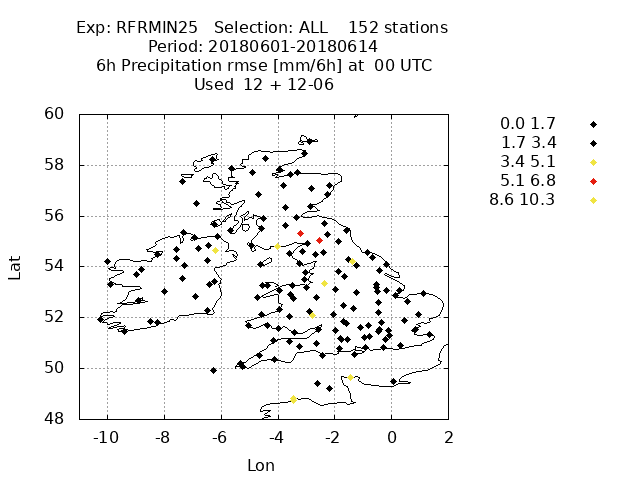 Exp: RFRMIN25 Selection: ALL 152 stations
Period: 20180601-20180614
6h Precipitation rmse [mm/6h] at 00 UTC
Used 12 + 12-06
60
58
56
54
52
50
48
Lat
-10 -8 -6 -4 -2 0 2
Lon
0.0 1.7
1.7 3.4
3.4 5.1
5.1 6.8
8.6 10.3